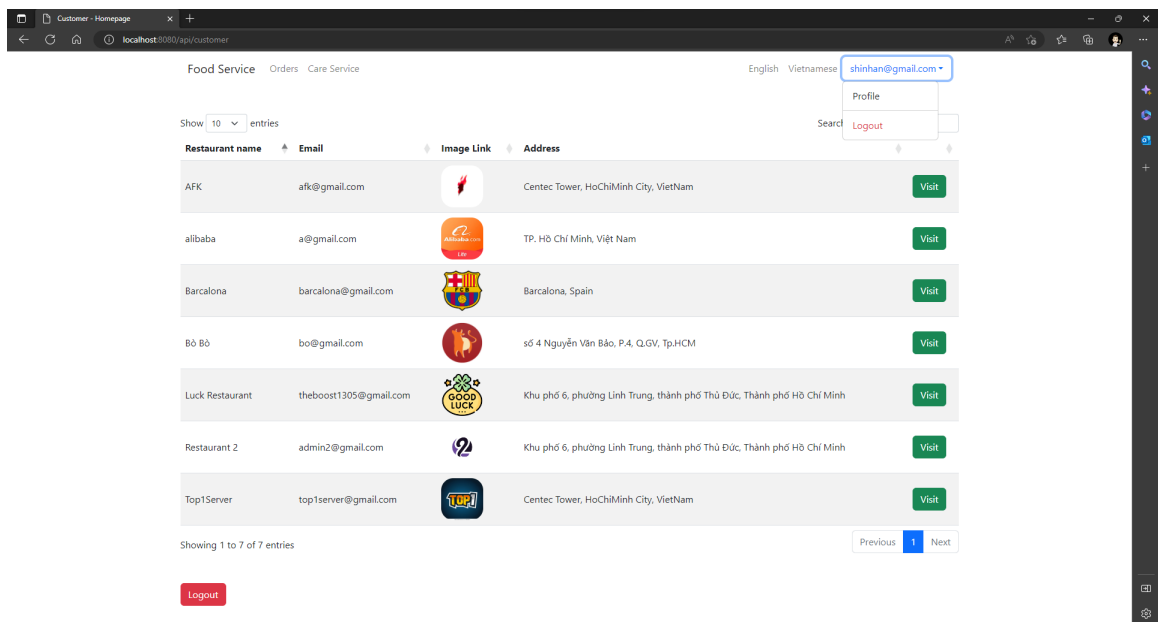 Customer - Homepage
localhost:8080/api/customer
Food Service Orders Care Service English Vietnamese shinhan@gmail.com
Profile
Logout
Show 10 entries
Restaurant name Email Image Link Address
AFK afk@gmail.com Centec Tower, HoChiMinh City, VietNam Visit
alibaba a@gmail.com Alibaba.com Life TP. Hồ Chí Minh, Việt Nam Visit
Barcalona barcalona@gmail.com FCB Barcalona, Spain Visit
Bò Bò bo@gmail.com số 4 Nguyễn Văn Bảo, P.4, Q.GV, Tp.HCM Visit
Luck Restaurant theboost1305@gmail.com GOOD LUCK Khu phố 6, phường Linh Trung, thành phố Thủ Đức, Thành phố Hồ Chí Minh Visit
Restaurant 2 admin2@gmail.com 2 Khu phố 6, phường Linh Trung, thành phố Thủ Đức, Thành phố Hồ Chí Minh Visit
Top1Server top1server@gmail.com TOP1 Centec Tower, HoChiMinh City, VietNam Visit
Showing 1 to 7 of 7 entries Previous 1 Next
Logout